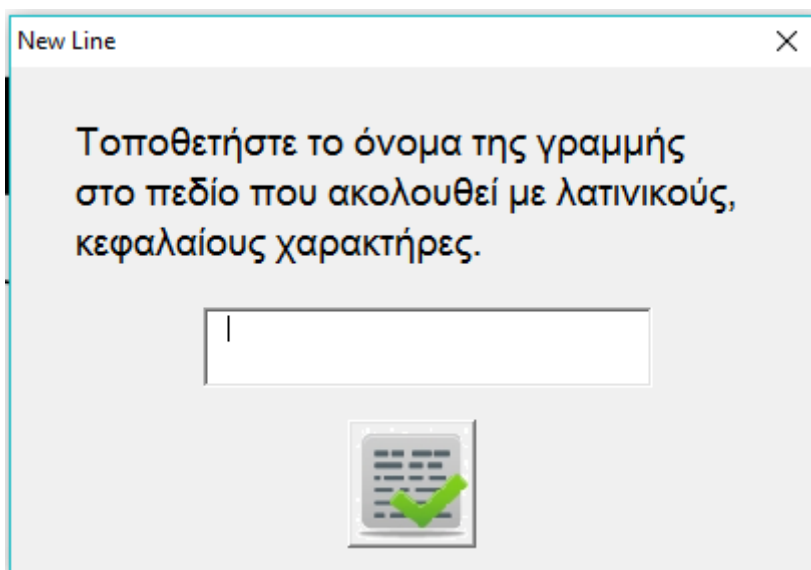 New Line
Τοποθετήστε το όνομα της γραμμής
στο πεδίο που ακολουθεί με λατινικούς,
κεφαλαίους χαρακτήρες.